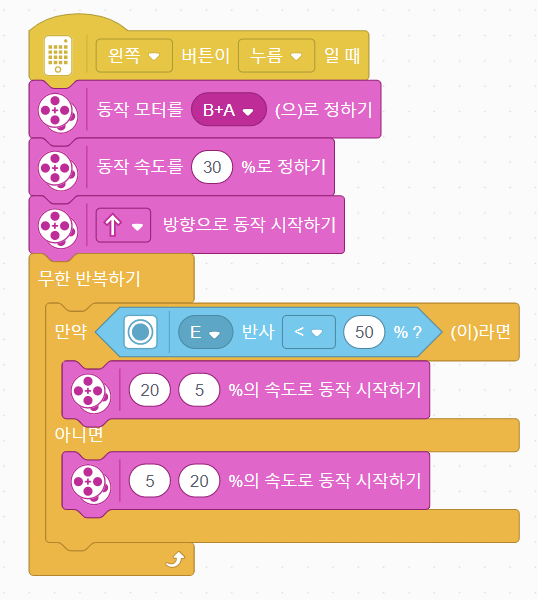 왼쪽 버튼이 누름 일 때
동작 모터를 B+A (으)로 정하기
동작 속도를 30 %로 정하기
방향으로 동작 시작하기
무한 반복하기
만약 E 반사 < 50 % ? (이)라면
20 5 %의 속도로 동작 시작하기
아니면
5 20 %의 속도로 동작 시작하기